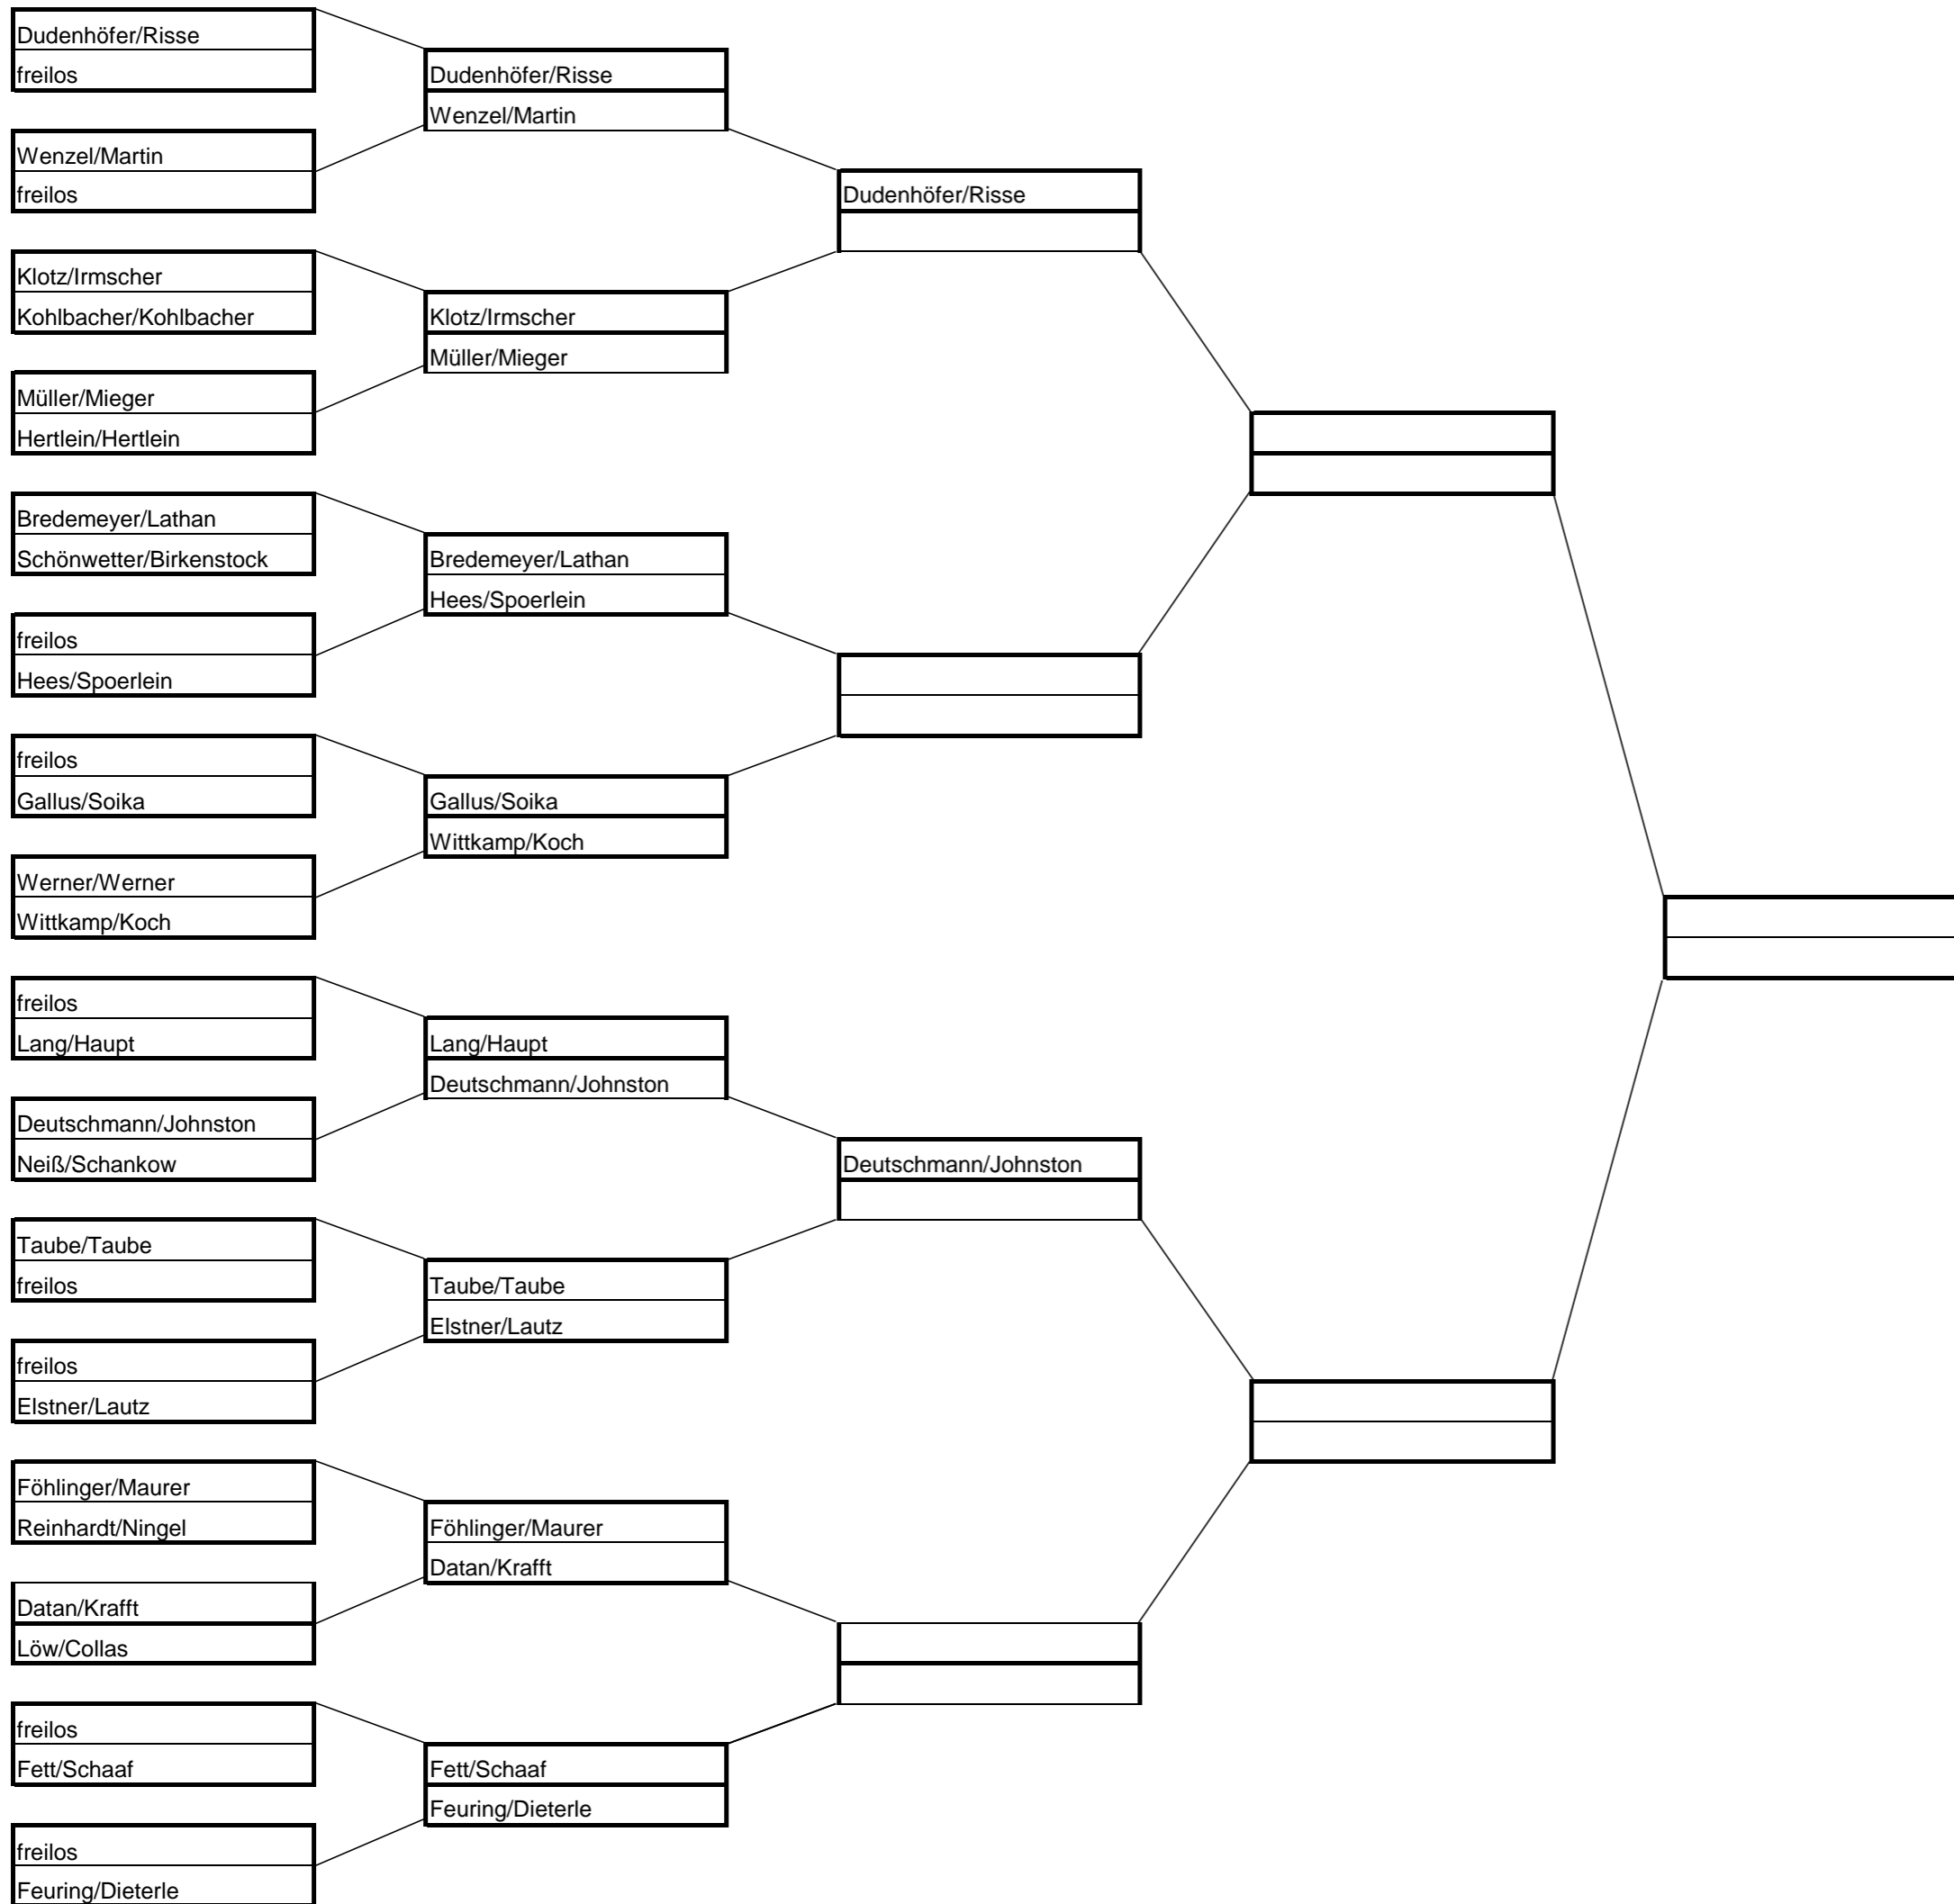 Dudenhöfer/Risse
freilos
Wenzel/Martin
freilos
Klotz/Irmscher
Kohlbacher/Kohlbacher
Müller/Mieger
Hertlein/Hertlein
Bredemeyer/Lathan
Schönwetter/Birkenstock
freilos
Hees/Spoerlein
freilos
Gallus/Soika
Werner/Werner
Wittkamp/Koch
freilos
Lang/Haupt
Deutschmann/Johnston
Neiß/Schankow
Taube/Taube
freilos
freilos
Elstner/Lautz
Föhlinger/Maurer
Reinhardt/Ningel
Datan/Krafft
Löw/Collas
freilos
Fett/Schaaf
freilos
Feuring/Dieterle
Dudenhöfer/Risse
Wenzel/Martin
Klotz/Irmscher
Müller/Mieger
Bredemeyer/Lathan
Hees/Spoerlein
Gallus/Soika
Wittkamp/Koch
Lang/Haupt
Deutschmann/Johnston
Taube/Taube
Elstner/Lautz
Föhlinger/Maurer
Datan/Krafft
Fett/Schaaf
Feuring/Dieterle
Dudenhöfer/Risse
Deutschmann/Johnston